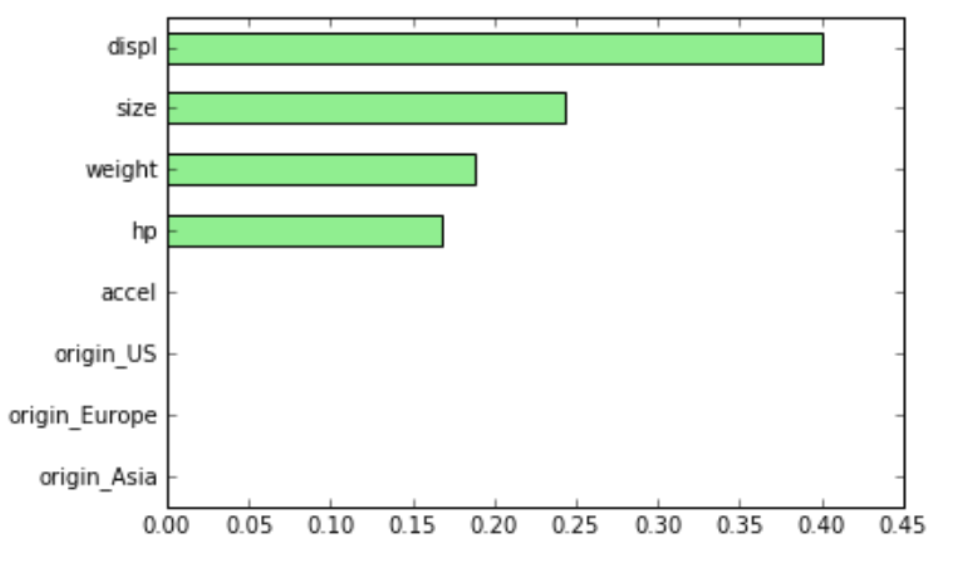 displ
size
weight
hp
accel
origin_US
origin_Europe
origin_Asia
0.00 0.05 0.10 0.15 0.20 0.25 0.30 0.35 0.40 0.45